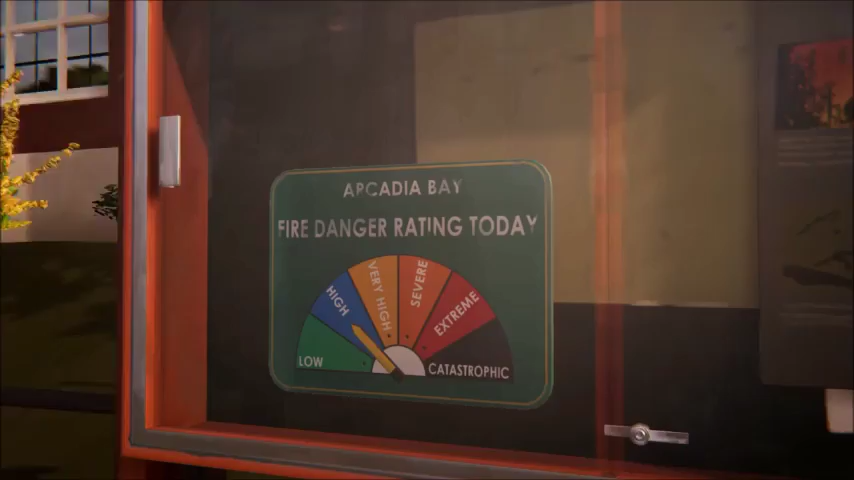 ARCADIA BAY
FIRE DANGER RATING TODAY
LOW
HIGH
VERY HIGH
SEVERE
EXTREME
CATASTROPHIC